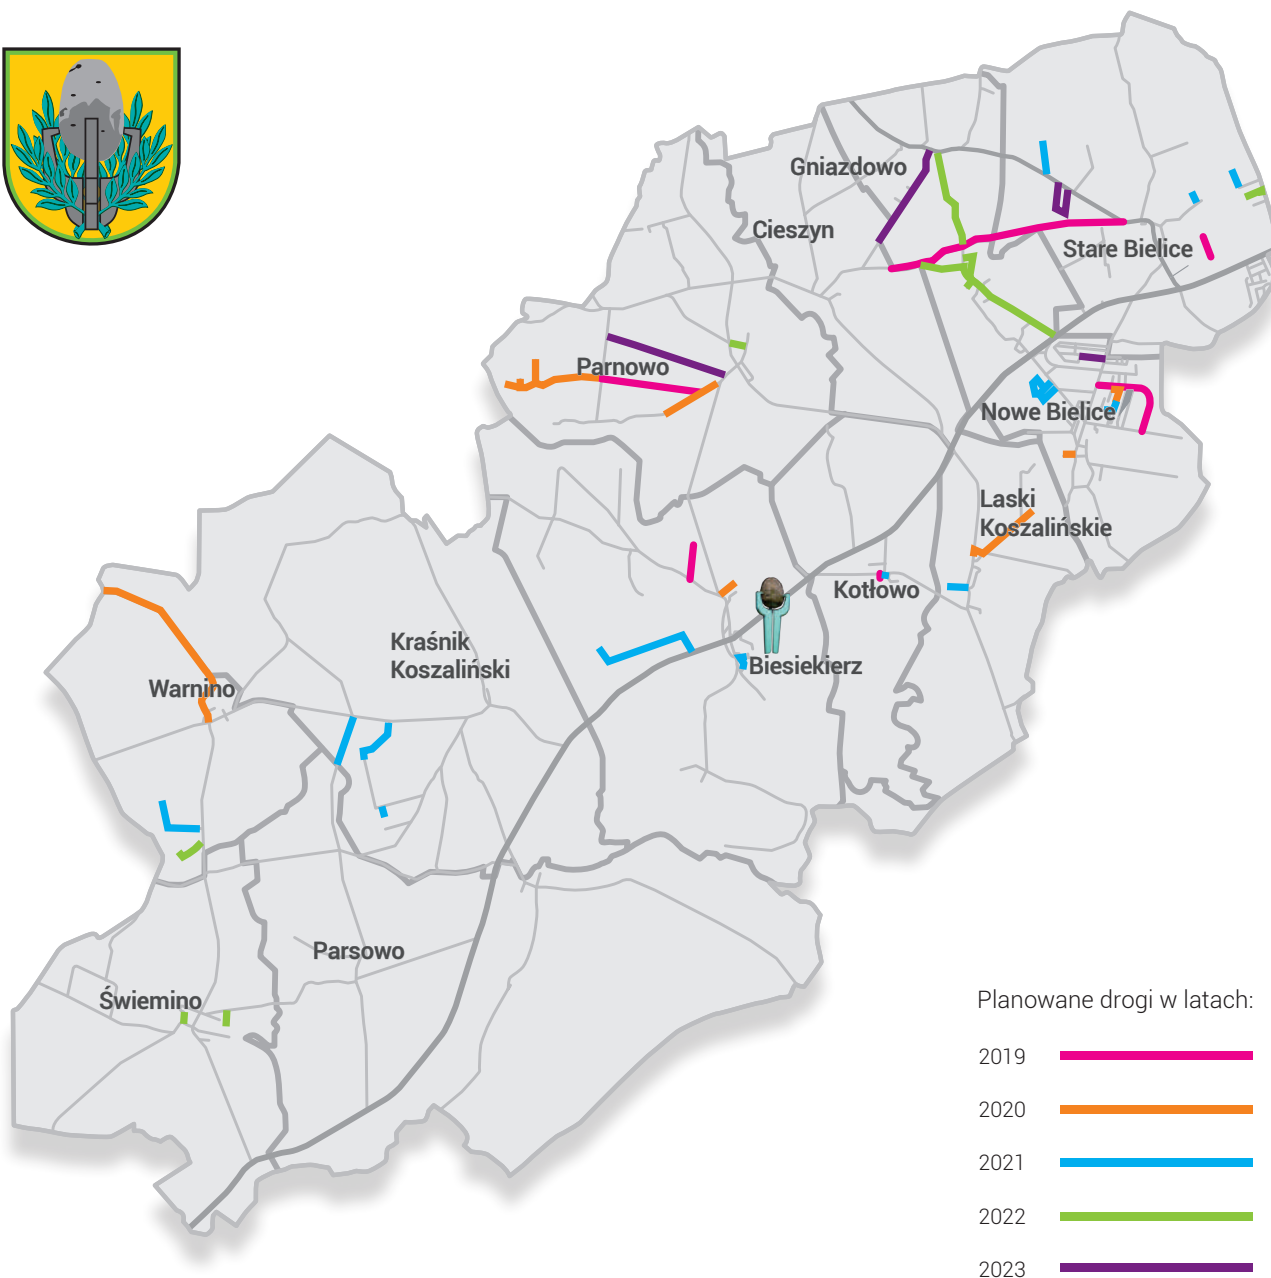 Gniazdowo
Cieszyn
Stare Bielice
Parnowo
Nowe Bielice
Laski
Koszalińskie
Kotłowo
Kraśnik
Koszaliński
Biesiekierz
Warnino
Parsowo
Świemino
Planowane drogi w latach:
2019
2020
2021
2022
2023